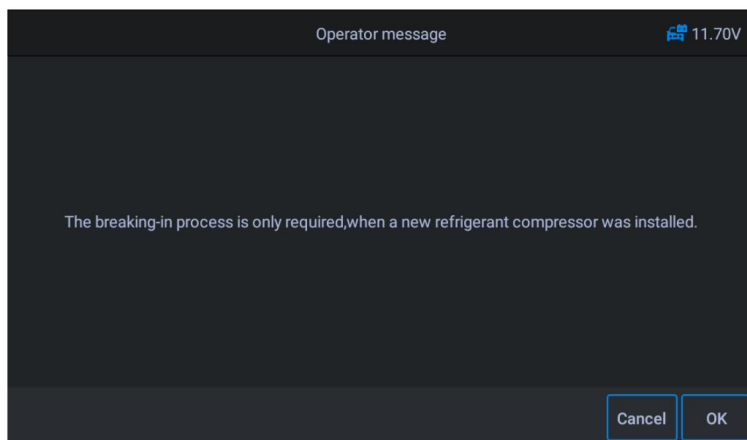 Operator message
11.70V
The breaking-in process is only required,when a new refrigerant compressor was installed.
Cancel
OK